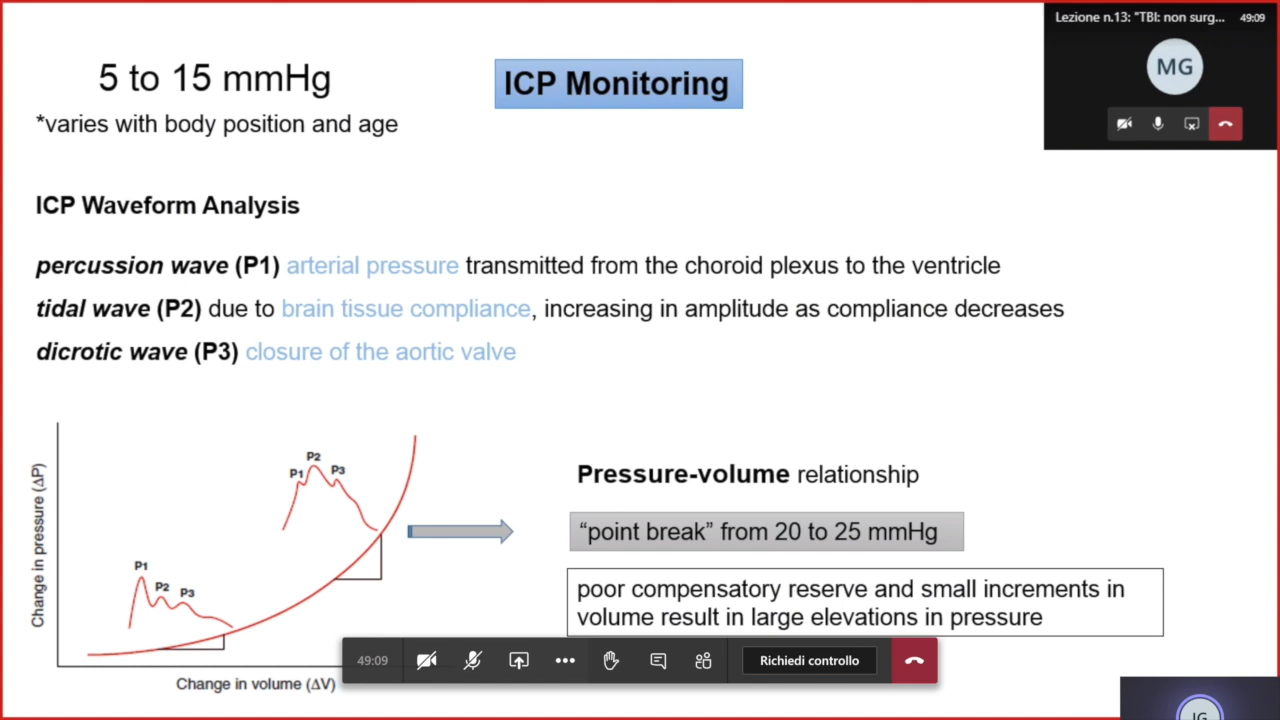 Lezione n.13: "TBI: non surg... 49:09
MG
5 to 15 mmHg
ICP Monitoring
*varies with body position and age
ICP Waveform Analysis
percussion wave (P1) arterial pressure transmitted from the choroid plexus to the ventricle
tidal wave (P2) due to brain tissue compliance, increasing in amplitude as compliance decreases
dicrotic wave (P3) closure of the aortic valve
Change in pressure (ΔP)
P1
P2
P3
P1
P2
P3
Change in volume (ΔV)
Pressure-volume relationship
“point break” from 20 to 25 mmHg
poor compensatory reserve and small increments in
volume result in large elevations in pressure
49:09
Richiedi controllo